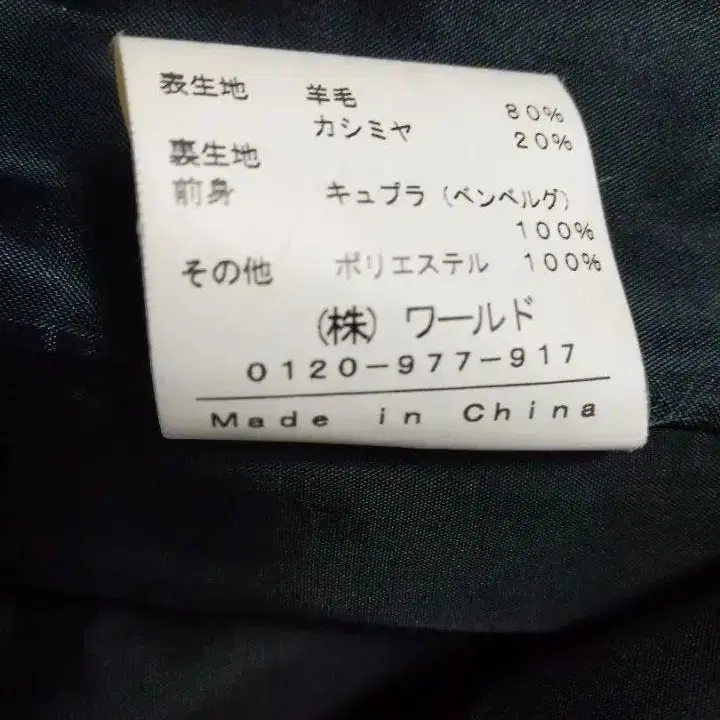 表生地 羊毛 80%
カシミヤ 20%
裏生地
前身 キュプラ(ベンベルグ)
100%
その他 ポリエステル 100%
(株)ワールド
0120-977-917
Made in China